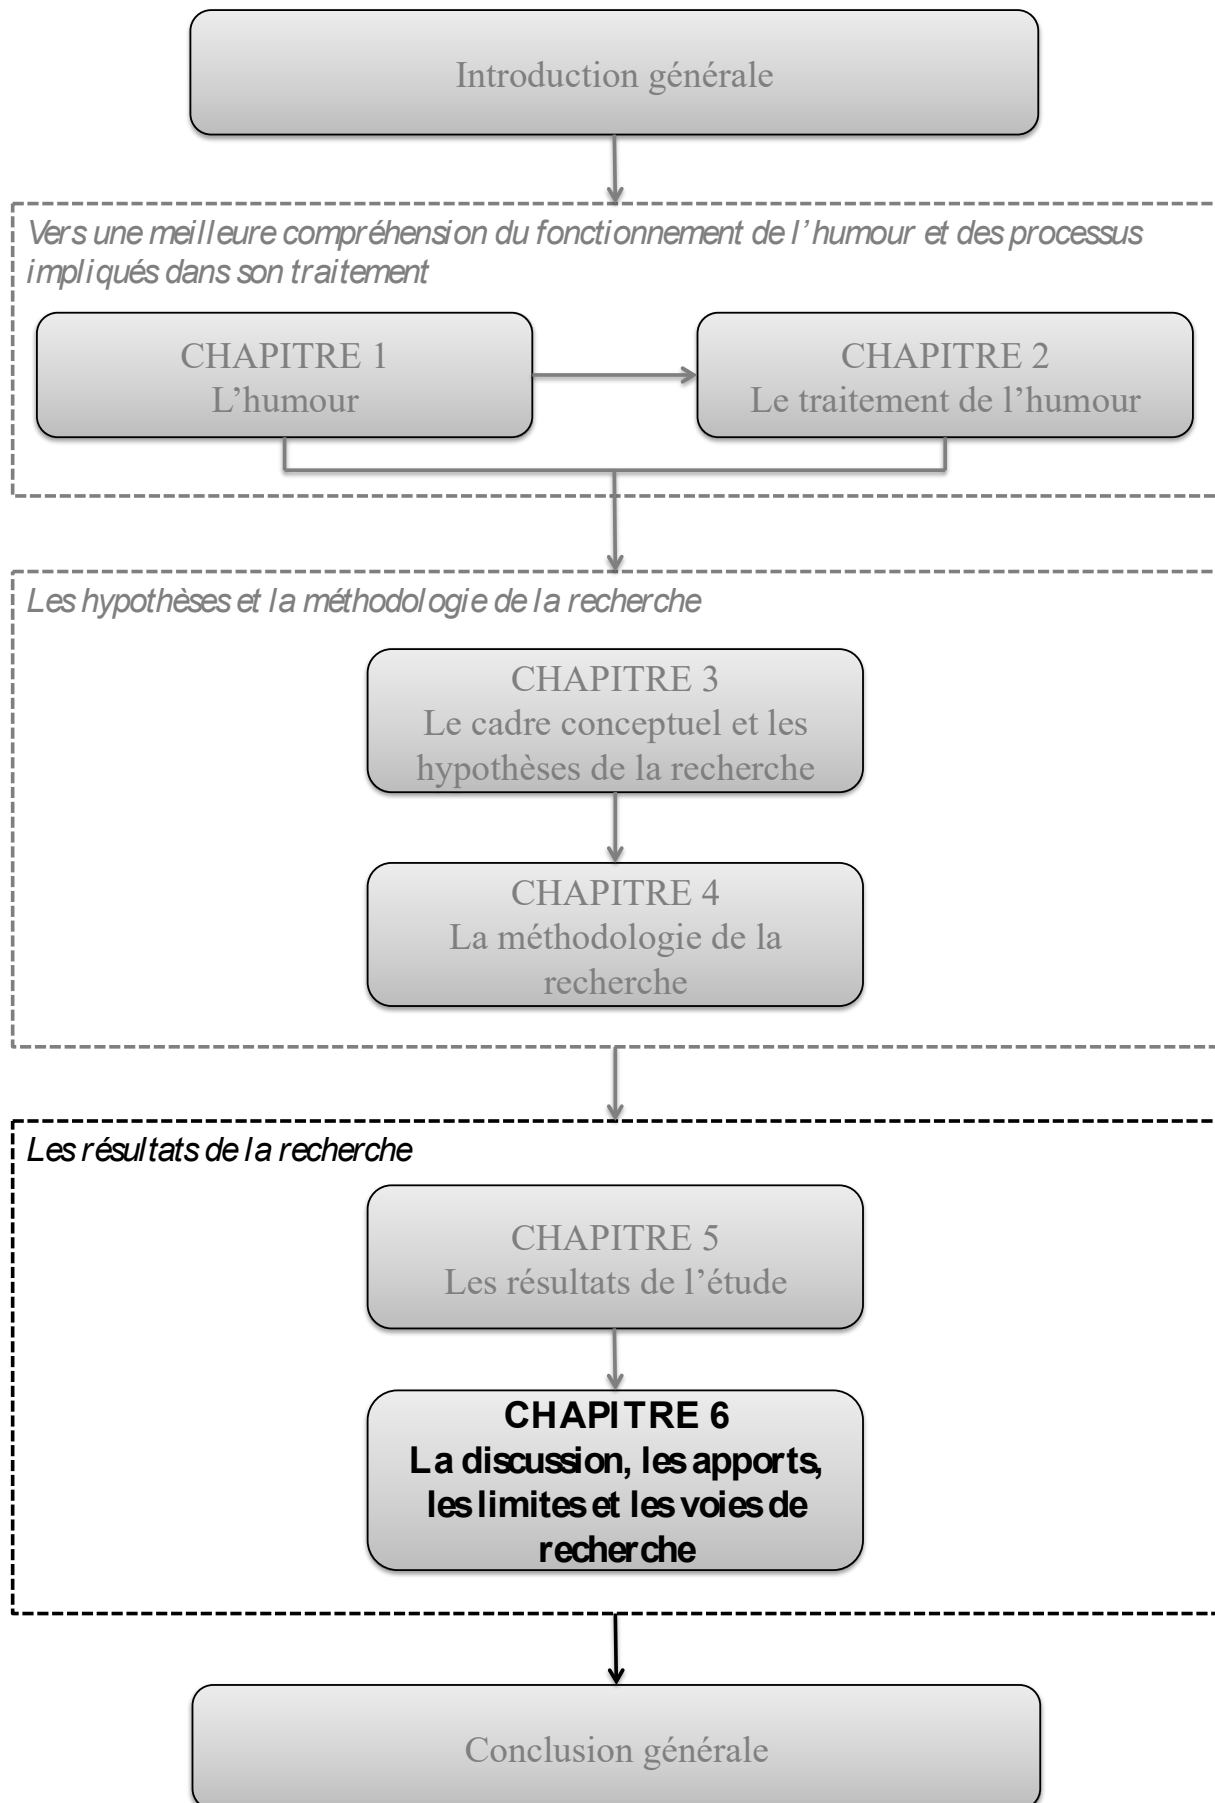 Introduction générale
Vers une meilleure compréhension du fonctionnement de l’humour et des processus
impliqués dans son traitement
CHAPITRE 1
L’humour
CHAPITRE 2
Le traitement de l’humour
Les hypothèses et la méthodologie de la recherche
CHAPITRE 3
Le cadre conceptuel et les
hypothèses de la recherche
CHAPITRE 4
La méthodologie de la
recherche
Les résultats de la recherche
CHAPITRE 5
Les résultats de l’étude
CHAPITRE 6
La discussion, les apports,
les limites et les voies de
recherche
Conclusion générale